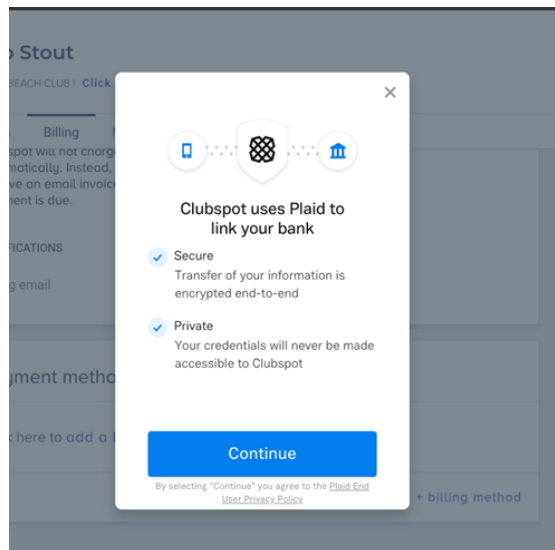 Stout
BEACH CLUB | Click
Billing
spot will not charg
matically. Instead,
ve an email invoice
ment is due.
FICATIONS
g email
yment metho
here to add a
+ billing method
Clubspot uses Plaid to
link your bank
Secure
Transfer of your information is
encrypted end-to-end
Private
Your credentials will never be made
accessible to Clubspot
Continue
By selecting "Continue" you agree to the Plaid End
User Privacy Policy